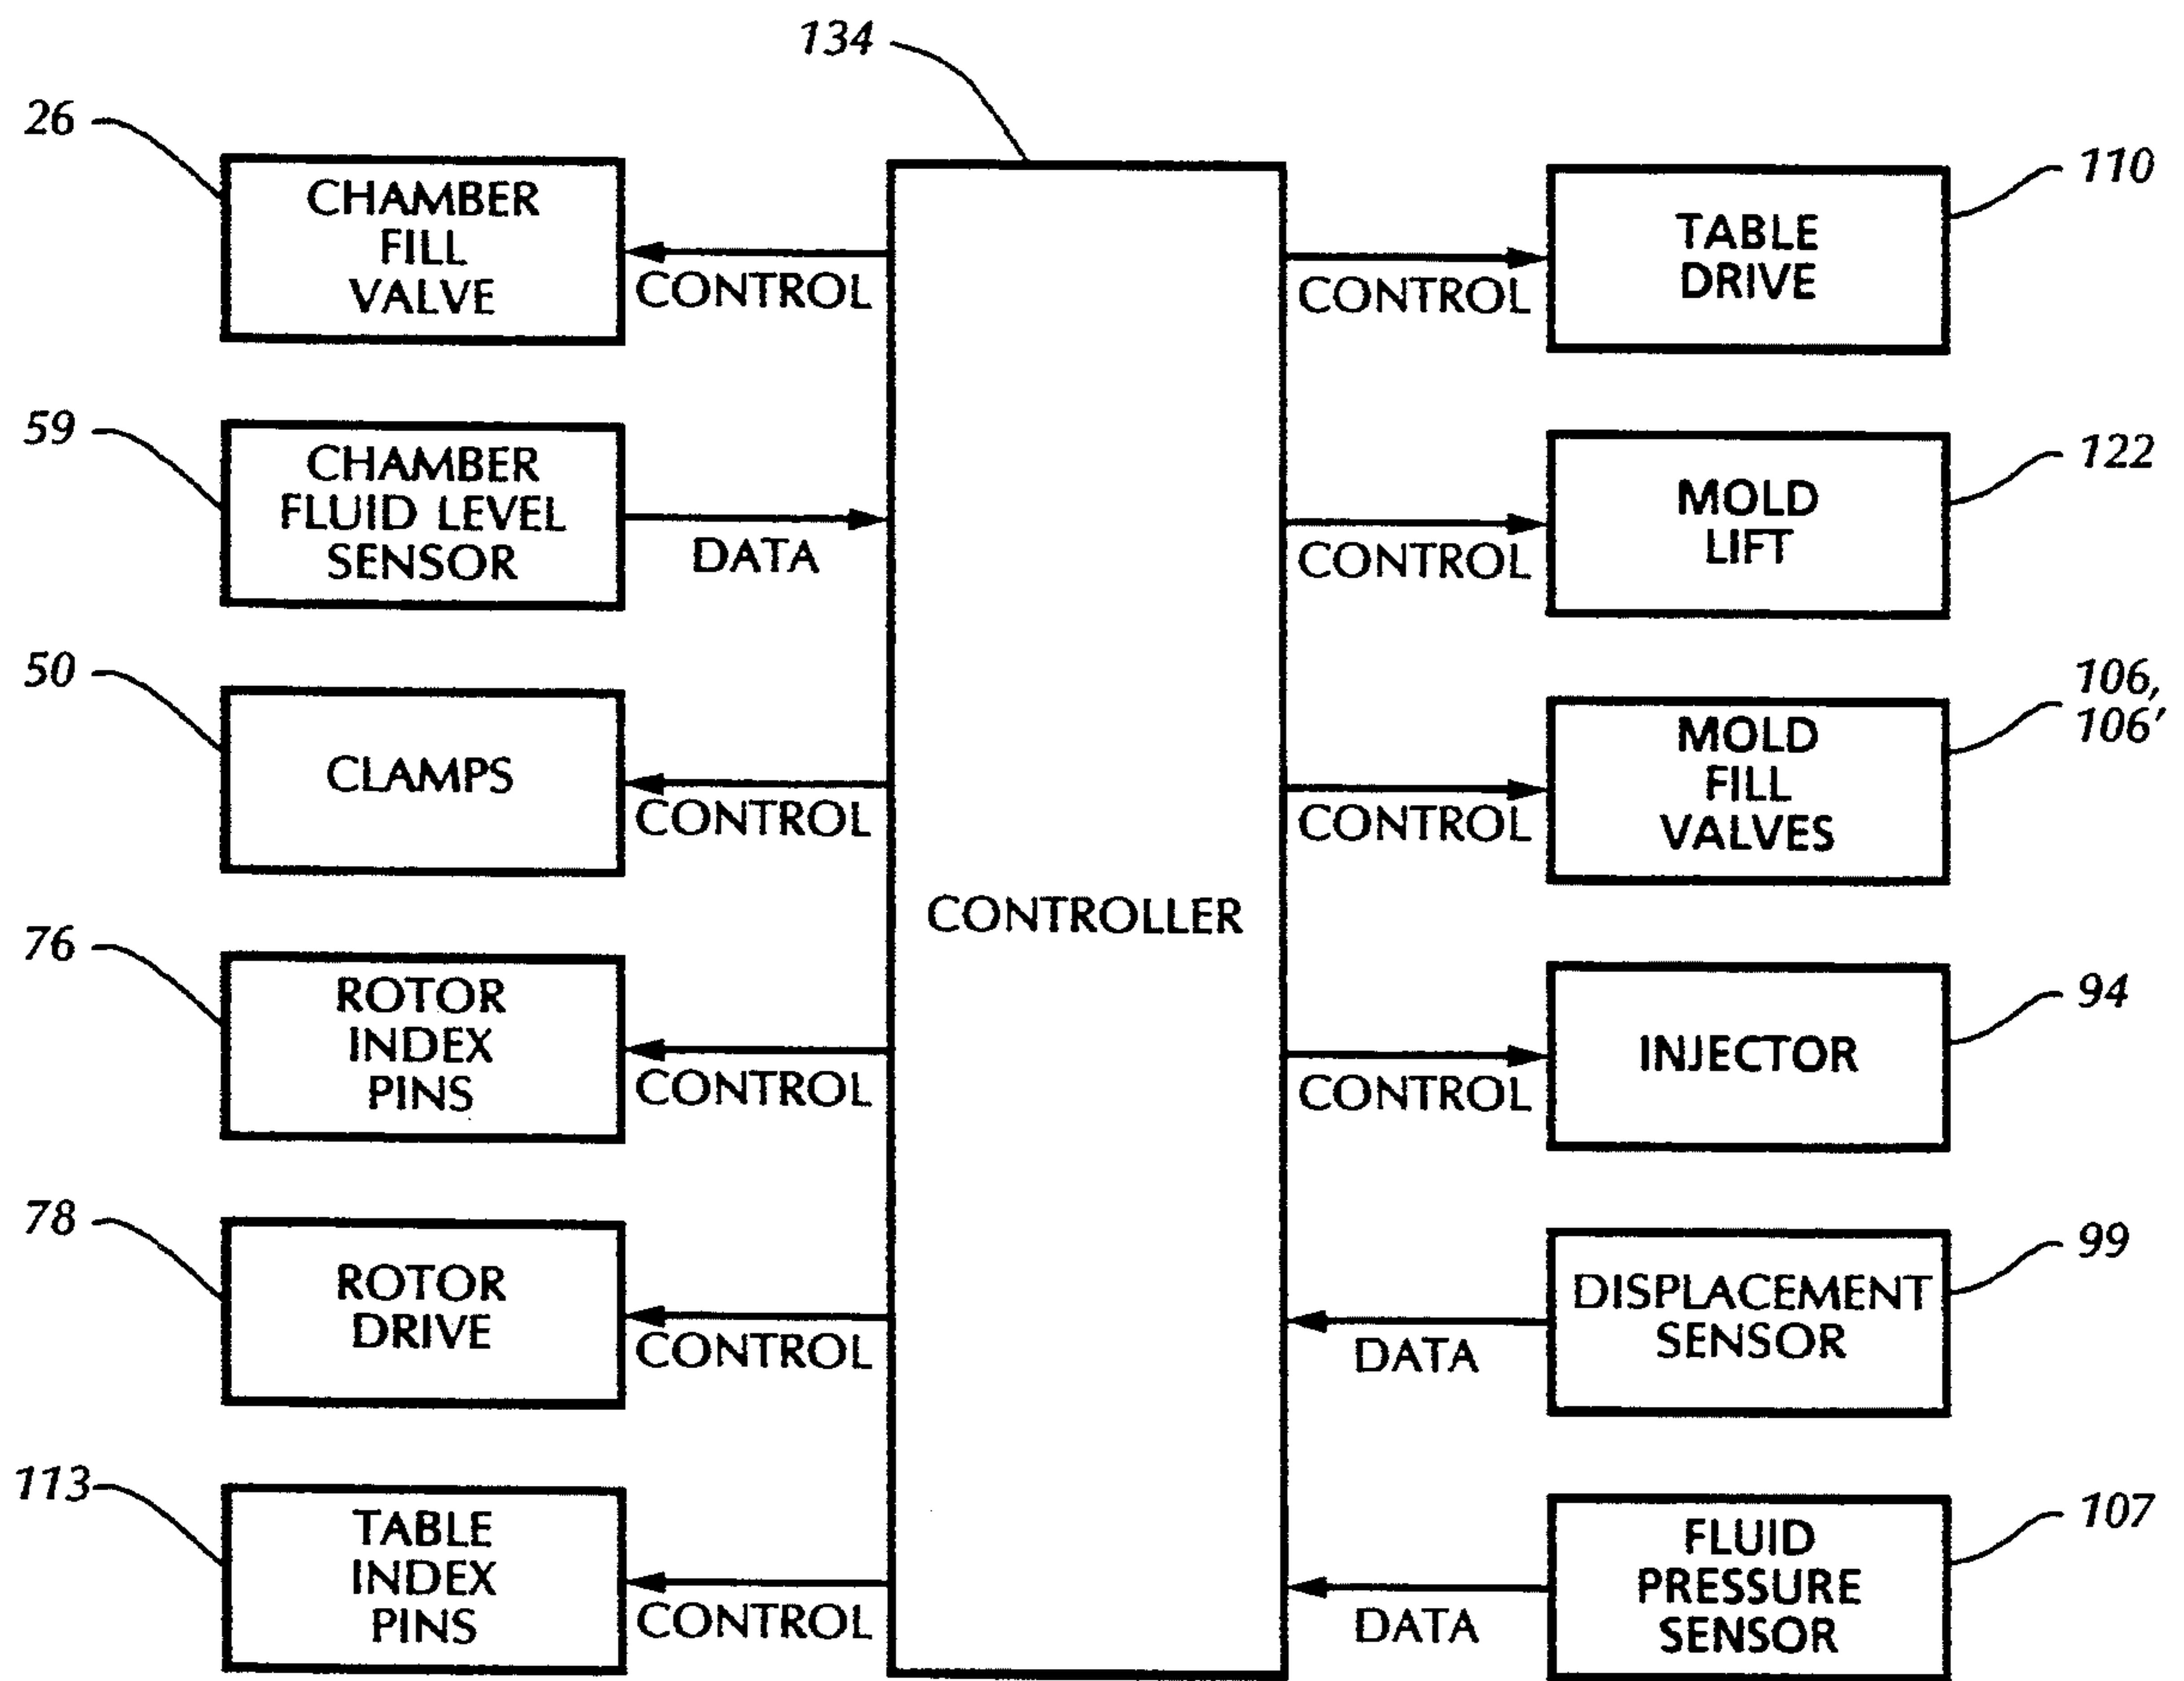 134
26
CHAMBER
FILL
VALVE
CONTROL
59
CHAMBER
FLUID LEVEL
SENSOR
DATA
50
CLAMPS
CONTROL
76
ROTOR
INDEX
PINS
CONTROL
78
ROTOR
DRIVE
CONTROL
113
TABLE
INDEX
PINS
CONTROL
CONTROLLER
110
TABLE
DRIVE
CONTROL
122
MOLD
LIFT
CONTROL
106,
106'
MOLD
FILL
VALVES
CONTROL
94
INJECTOR
CONTROL
99
DISPLACEMENT
SENSOR
DATA
107
FLUID
PRESSURE
SENSOR
DATA